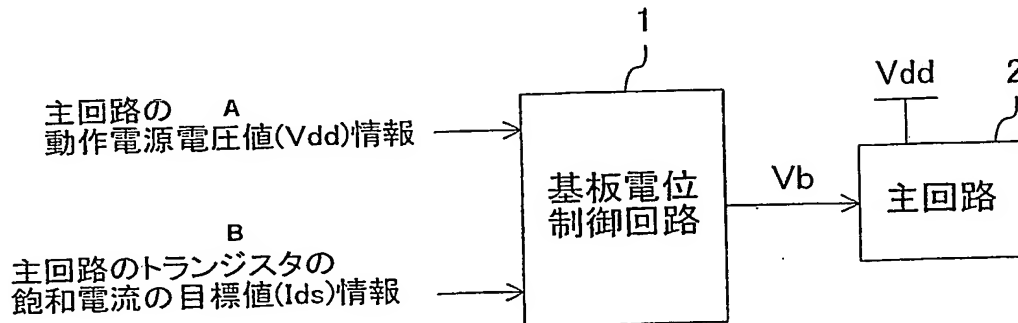 1
Vdd
2
主回路の A
動作電源電圧値(Vdd)情報
基板電位
制御回路
Vb
主回路
B
主回路のトランジスタの
飽和電流の目標値(Ids)情報